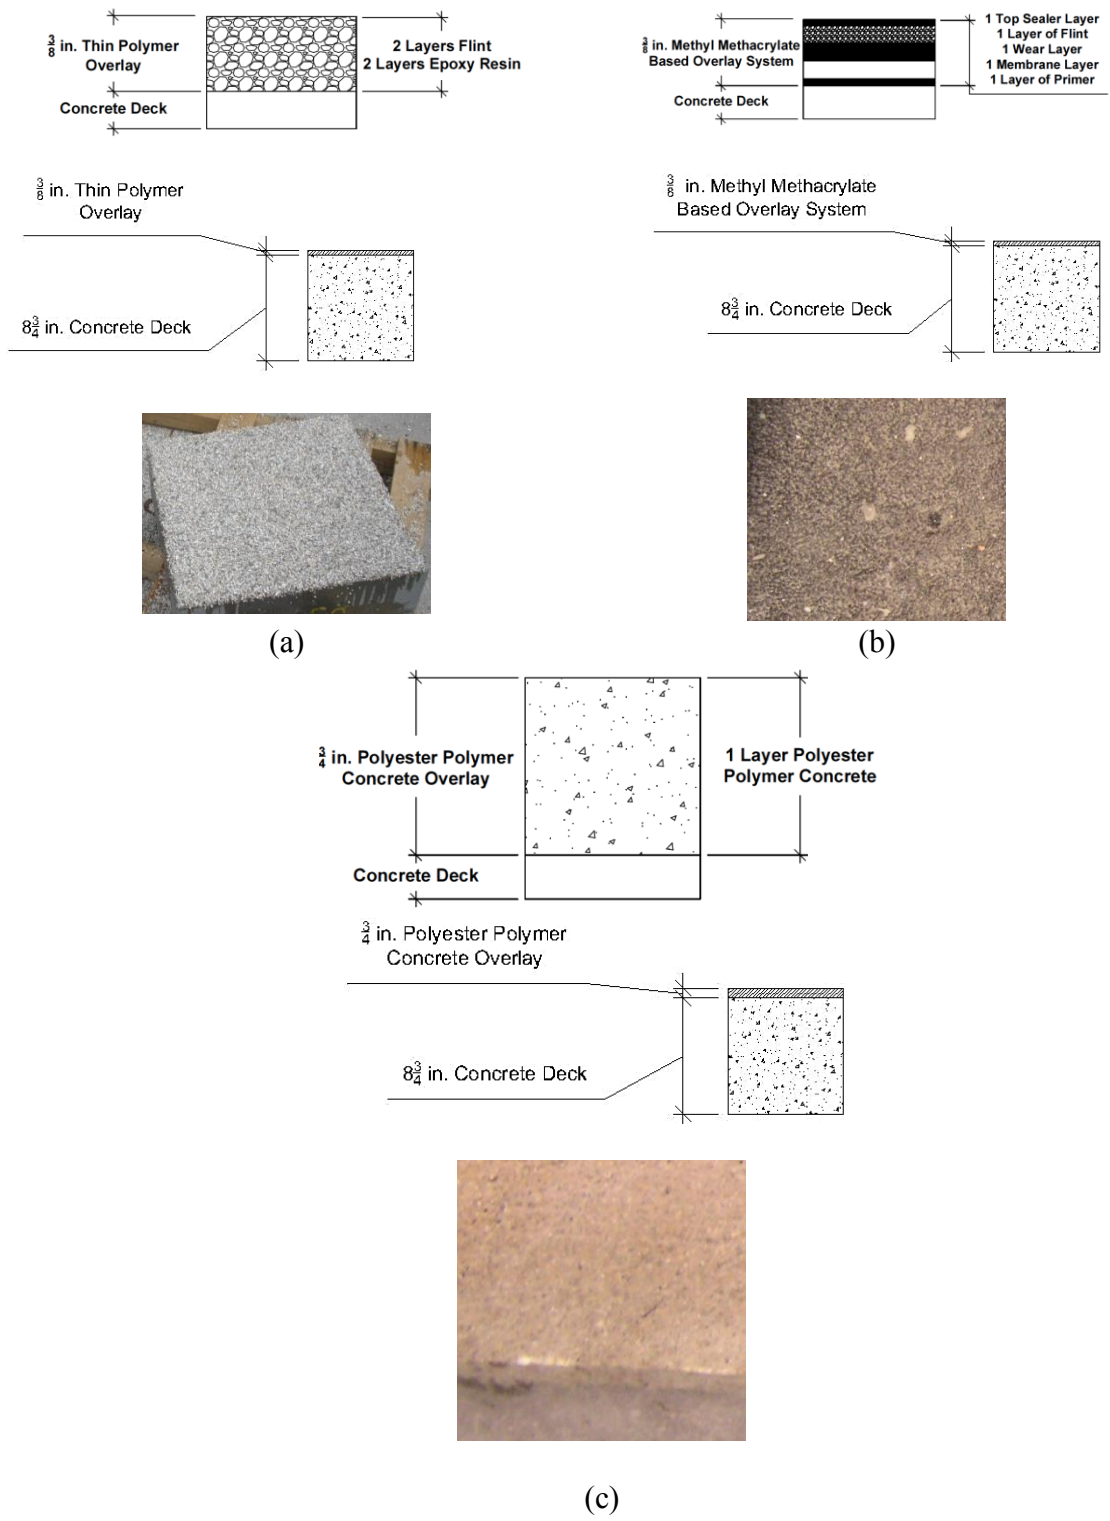 3/8 in. Thin Polymer
Overlay
2 Layers Flint
2 Layers Epoxy Resin
Concrete Deck
3/8 in. Thin Polymer
Overlay
8 3/4 in. Concrete Deck
(a)
3/8 in. Methyl Methacrylate
Based Overlay System
1 Top Sealer Layer
1 Layer of Flint
1 Wear Layer
1 Membrane Layer
1 Layer of Primer
Concrete Deck
3/8 in. Methyl Methacrylate
Based Overlay System
8 3/4 in. Concrete Deck
(b)
3/4 in. Polyester Polymer
Concrete Overlay
1 Layer Polyester
Polymer Concrete
Concrete Deck
3/4 in. Polyester Polymer
Concrete Overlay
8 3/4 in. Concrete Deck
(c)